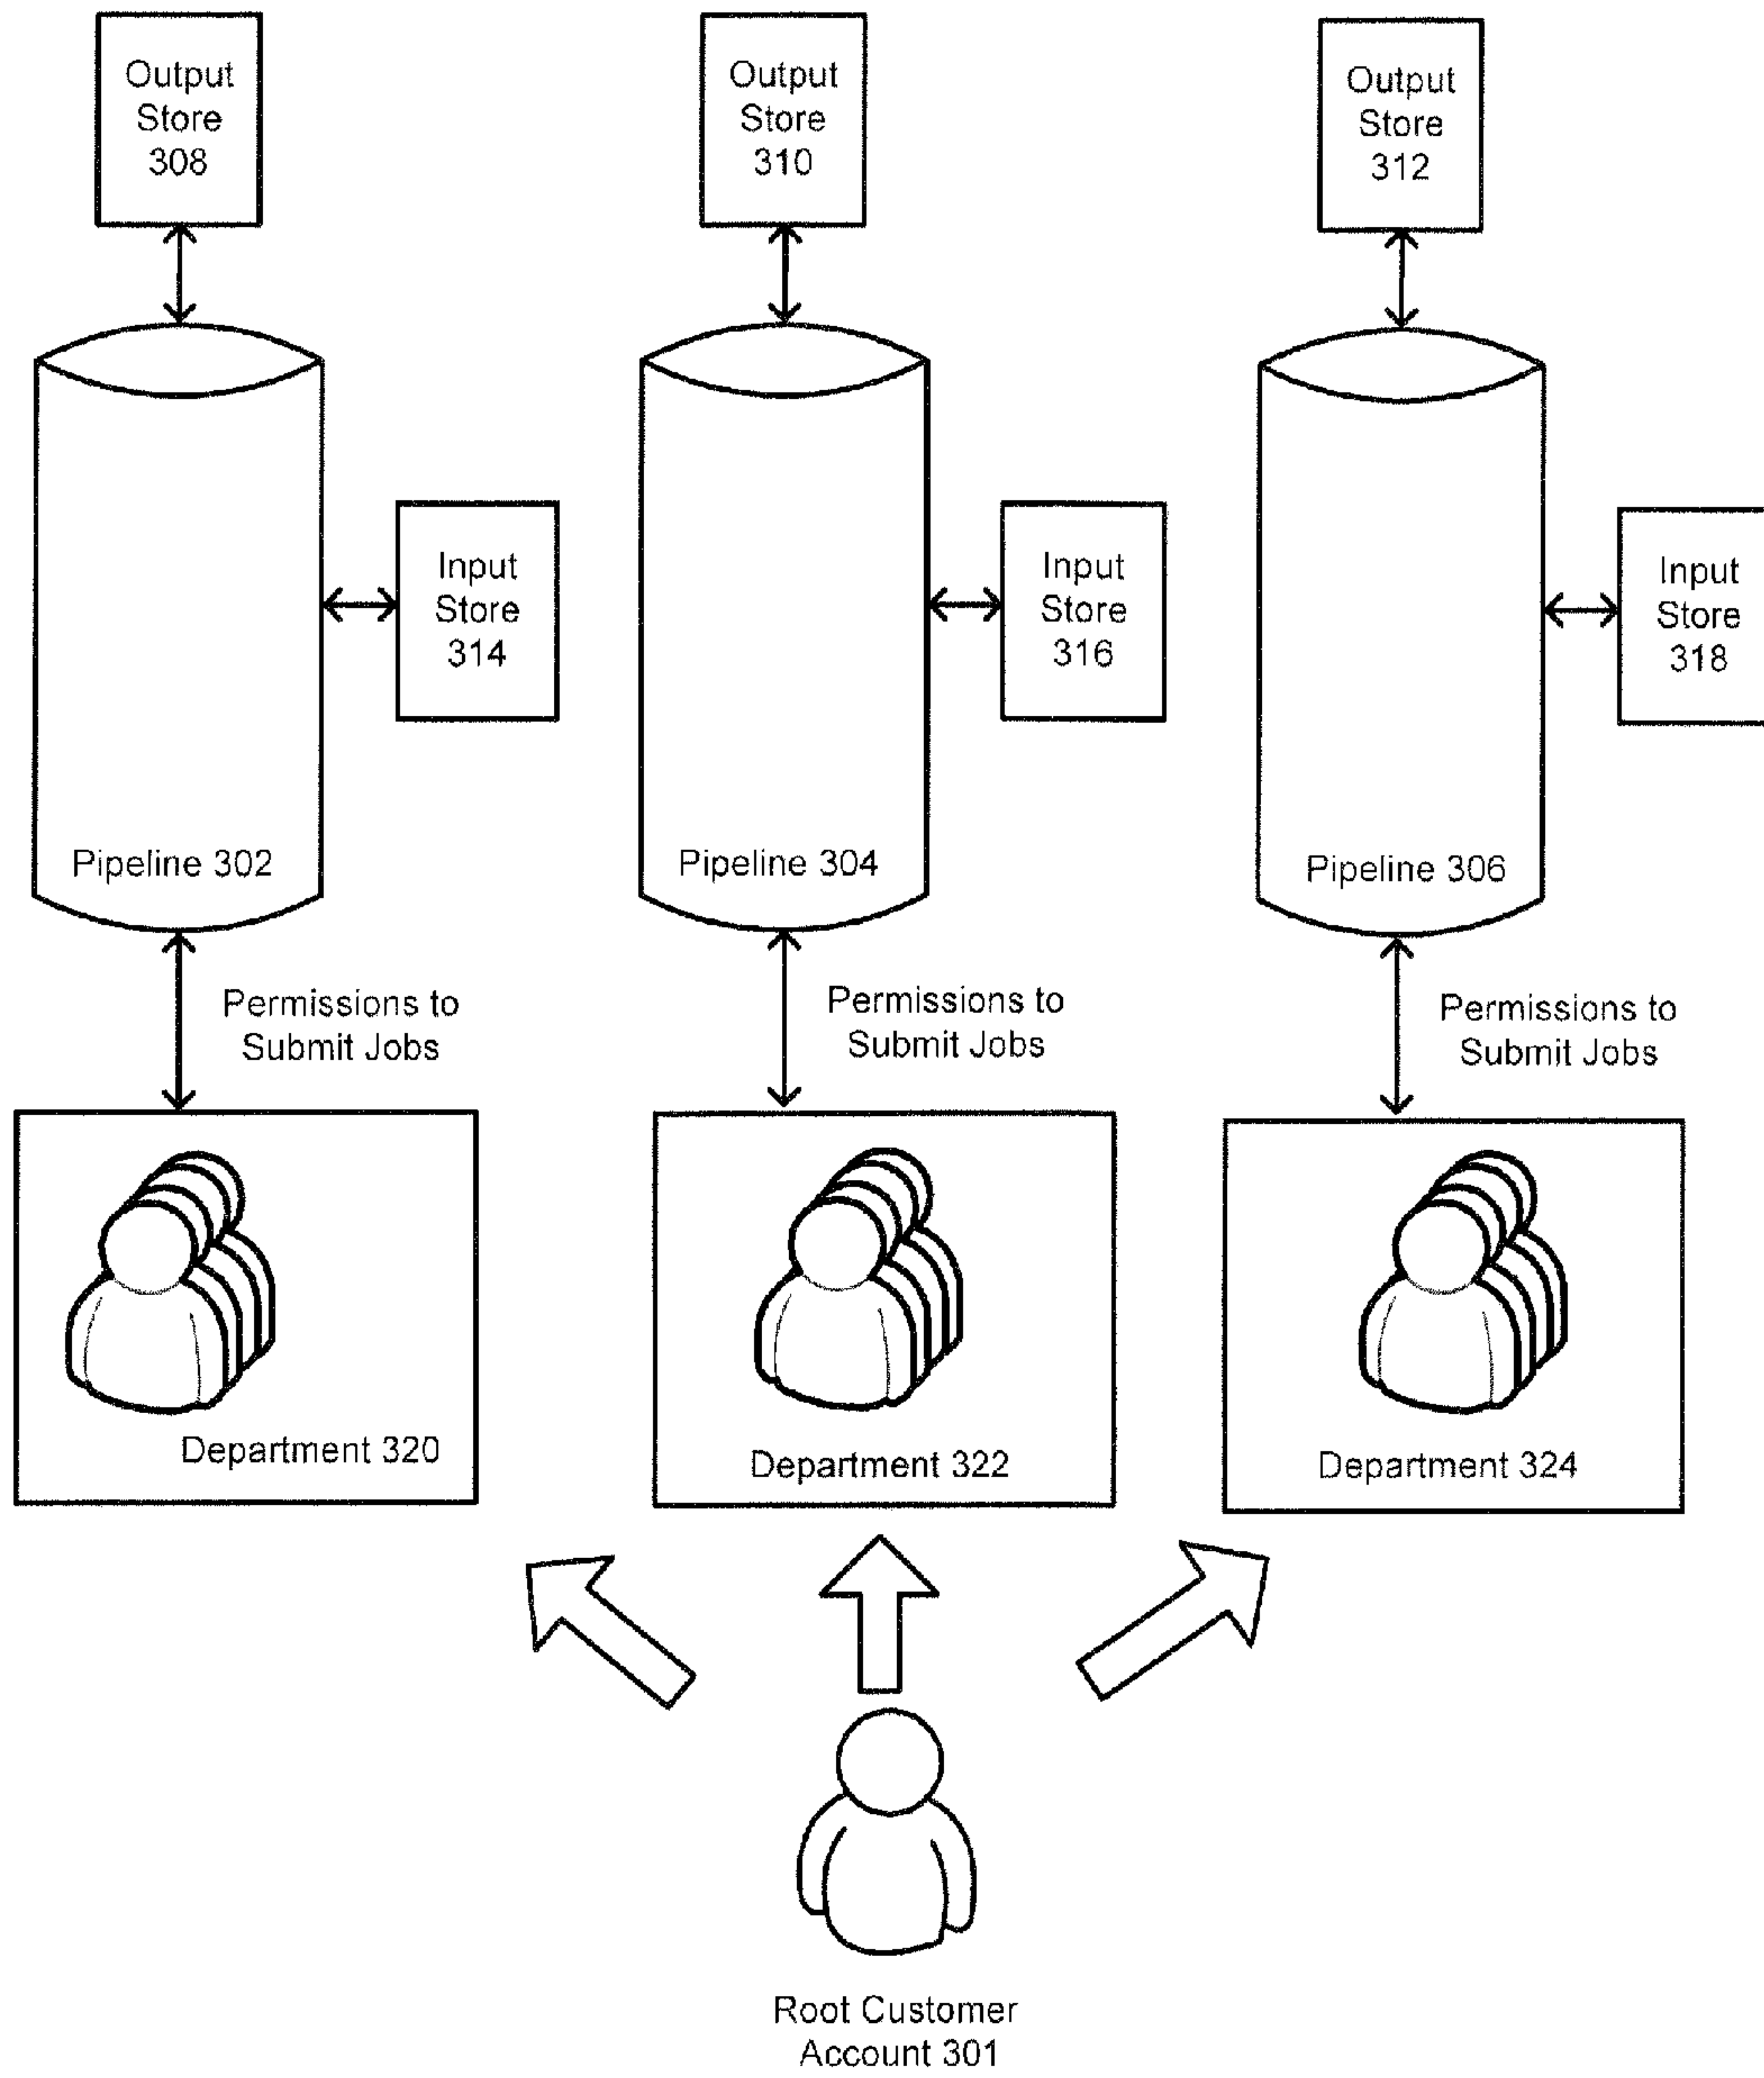 Output
Store
308
Output
Store
310
Output
Store
312
Input
Store
314
Input
Store
316
Input
Store
318
Pipeline 302
Pipeline 304
Pipeline 306
Permissions to
Submit Jobs
Permissions to
Submit Jobs
Permissions to
Submit Jobs
Department 320
Department 322
Department 324
Root Customer
Account 301